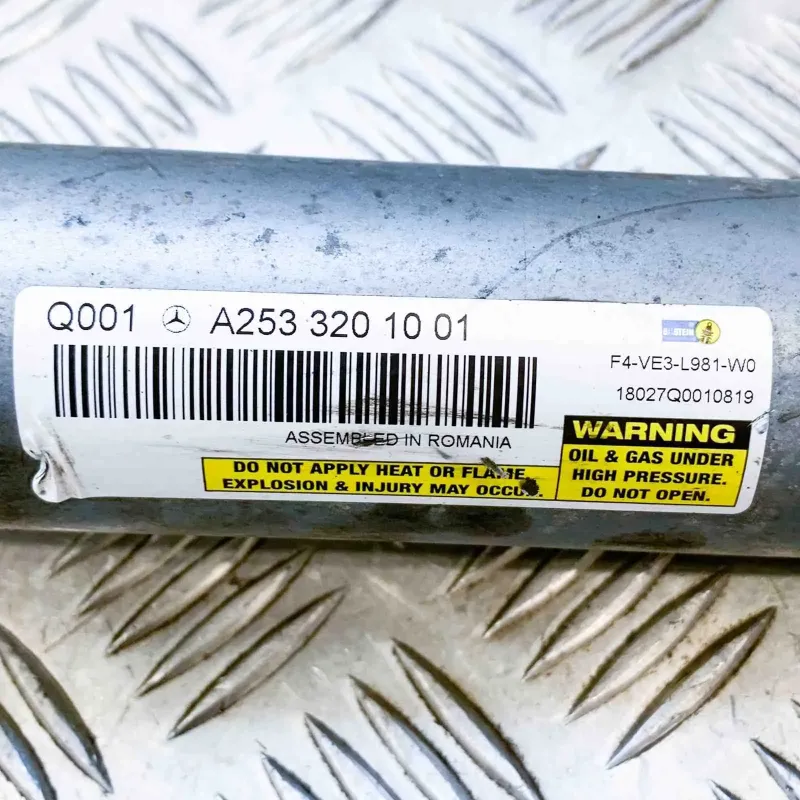 Q001 A253 320 10 01
BILSTEIN
F4-VE3-L981-W0
18027Q0010819
ASSEMBLED IN ROMANIA
DO NOT APPLY HEAT OR FLAME.
EXPLOSION & INJURY MAY OCCUR.
WARNING
OIL & GAS UNDER
HIGH PRESSURE.
DO NOT OPEN.